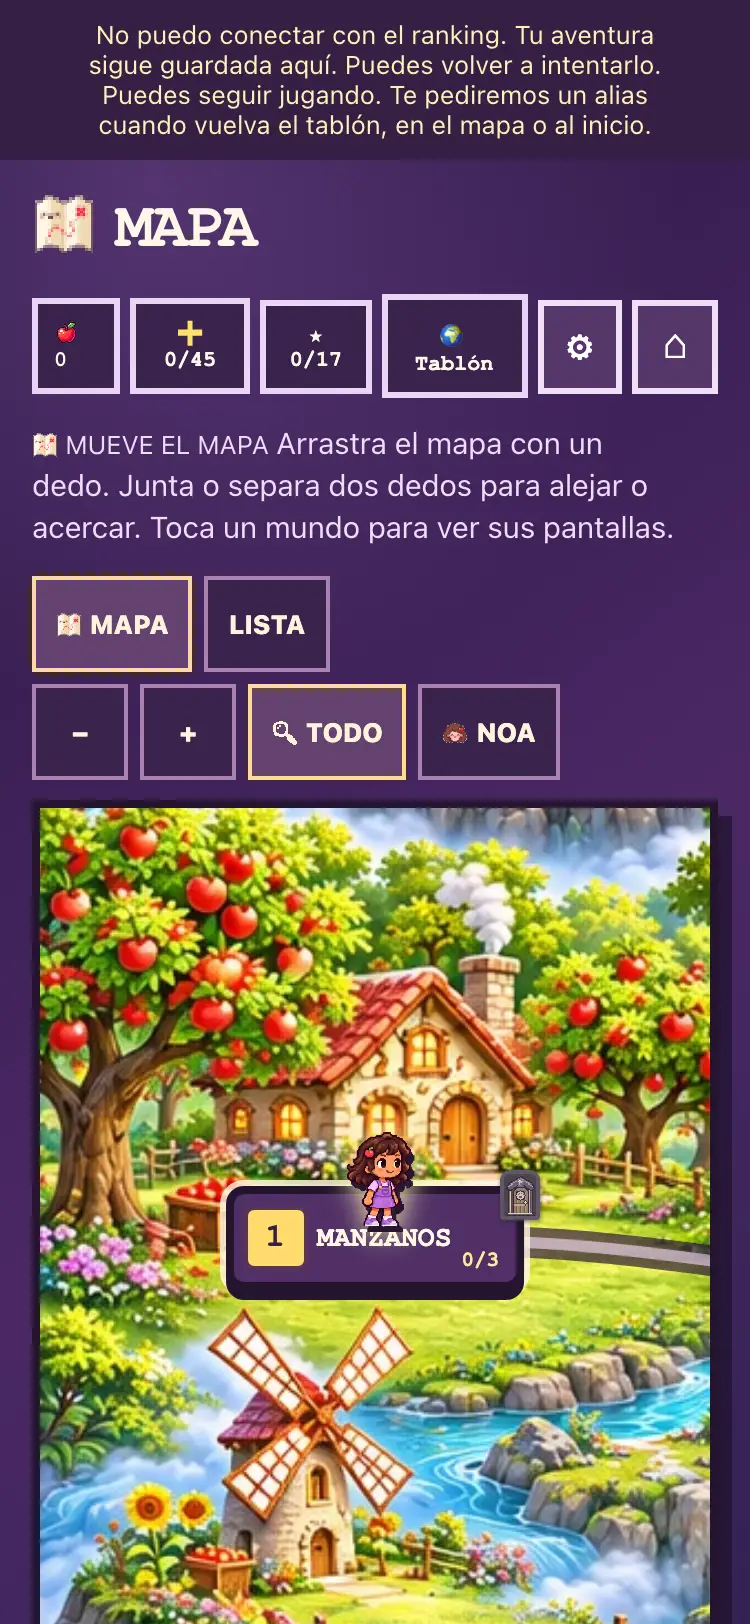 No puedo conectar con el ranking. Tu aventura
sigue guardada aquí. Puedes volver a intentarlo.
Puedes seguir jugando. Te pediremos un alias
cuando vuelva el tablón, en el mapa o al inicio.
MAPA
0
0/45
0/17
Tablón
MUEVE EL MAPA Arrastra el mapa con un
dedo. Junta o separa dos dedos para alejar o
acercar. Toca un mundo para ver sus pantallas.
MAPA
LISTA
−
+
TODO
NOA
1
MANZANOS
0/3